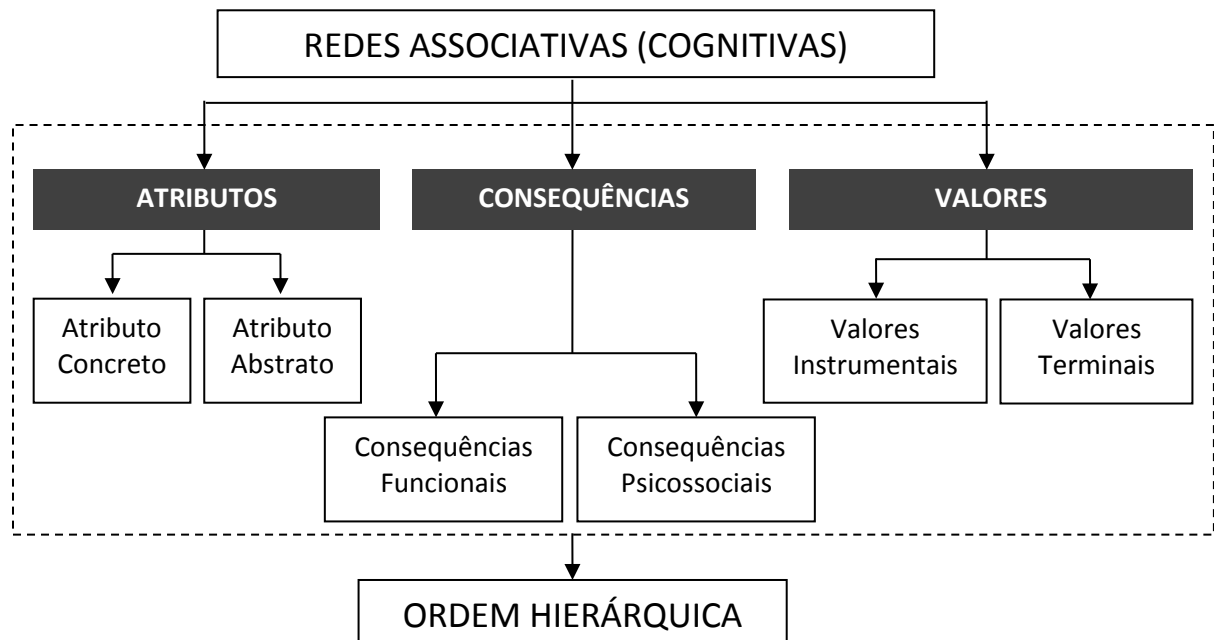 REDES ASSOCIATIVAS (COGNITIVAS)
ATRIBUTOS
CONSEQUÊNCIAS
VALORES
Atributo
Concreto
Atributo
Abstrato
Valores
Instrumentais
Valores
Terminais
Consequências
Funcionais
Consequências
Psicossociais
ORDEM HIERÁRQUICA